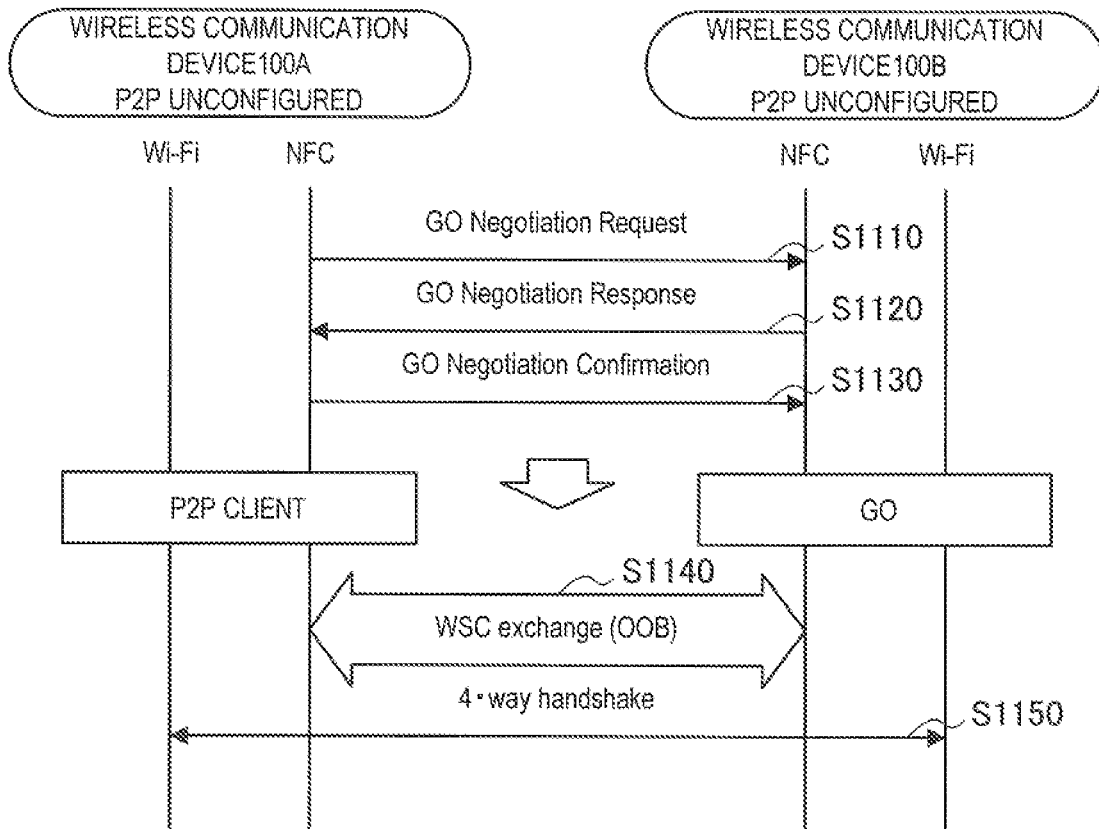 WIRELESS COMMUNICATION
DEVICE100A
P2P UNCONFIGURED
WIRELESS COMMUNICATION
DEVICE100B
P2P UNCONFIGURED
Wi-Fi
NFC
NFC
Wi-Fi
GO Negotiation Request
S1110
GO Negotiation Response
S1120
GO Negotiation Confirmation
S1130
P2P CLIENT
GO
S1140
WSC exchange (OOB)
4・way handshake
S1150